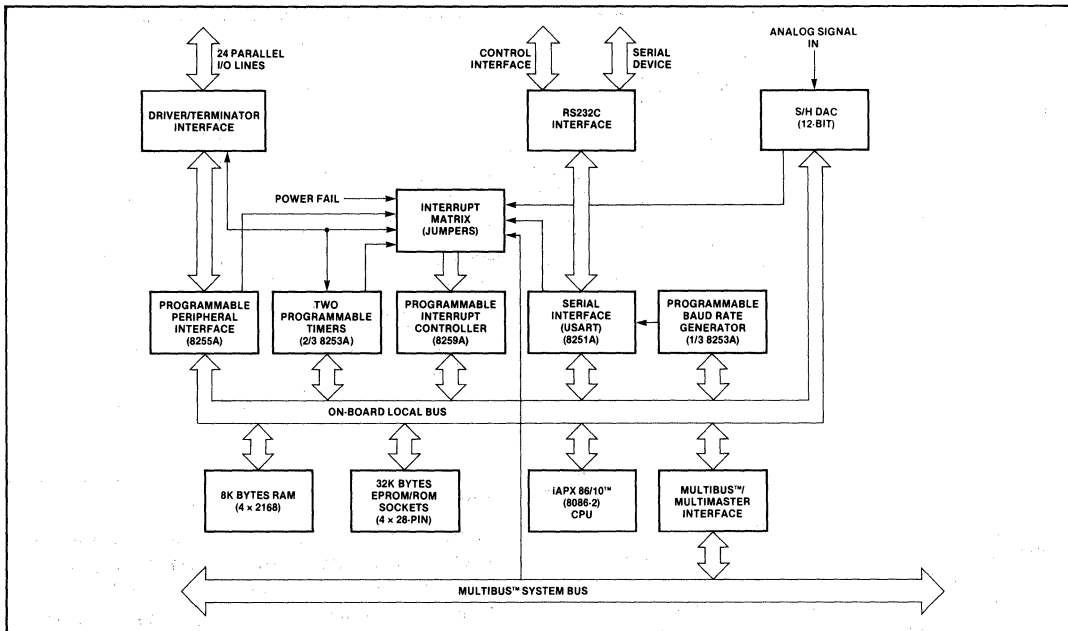 24 PARALLEL
I/O LINES
CONTROL
INTERFACE
SERIAL
DEVICE
ANALOG SIGNAL
IN
DRIVER/TERMINATOR
INTERFACE
RS232C
INTERFACE
S/H DAC
(12-BIT)
POWER FAIL
INTERRUPT
MATRIX
(JUMPERS)
PROGRAMMABLE
PERIPHERAL
INTERFACE
(8255A)
TWO
PROGRAMMABLE
TIMERS
(2/3 8253A)
PROGRAMMABLE
INTERRUPT
CONTROLLER
(8259A)
SERIAL
INTERFACE
(USART)
(8251A)
PROGRAMMABLE
BAUD RATE
GENERATOR
(1/3 8253A)
ON-BOARD LOCAL BUS
8K BYTES RAM
(4 × 2168)
32K BYTES
EPROM/ROM
SOCKETS
(4 × 28-PIN)
iAPX 86/10™
(8086-2)
CPU
MULTIBUS™/
MULTIMASTER
INTERFACE
MULTIBUS™ SYSTEM BUS